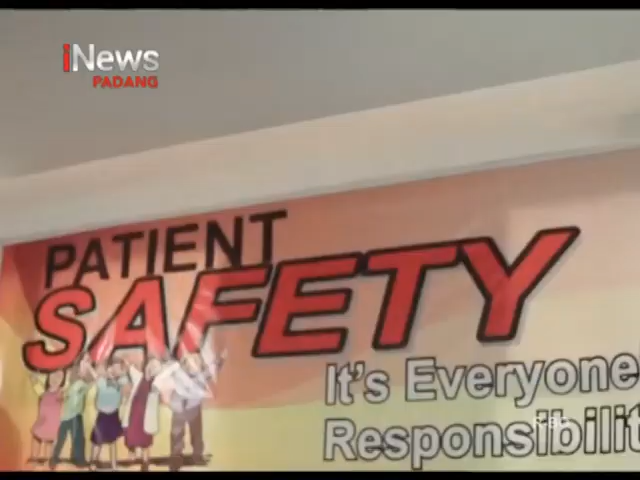 iNews
PADANG
PATIENT
SAFETY
It's Everyone
Responsibilit